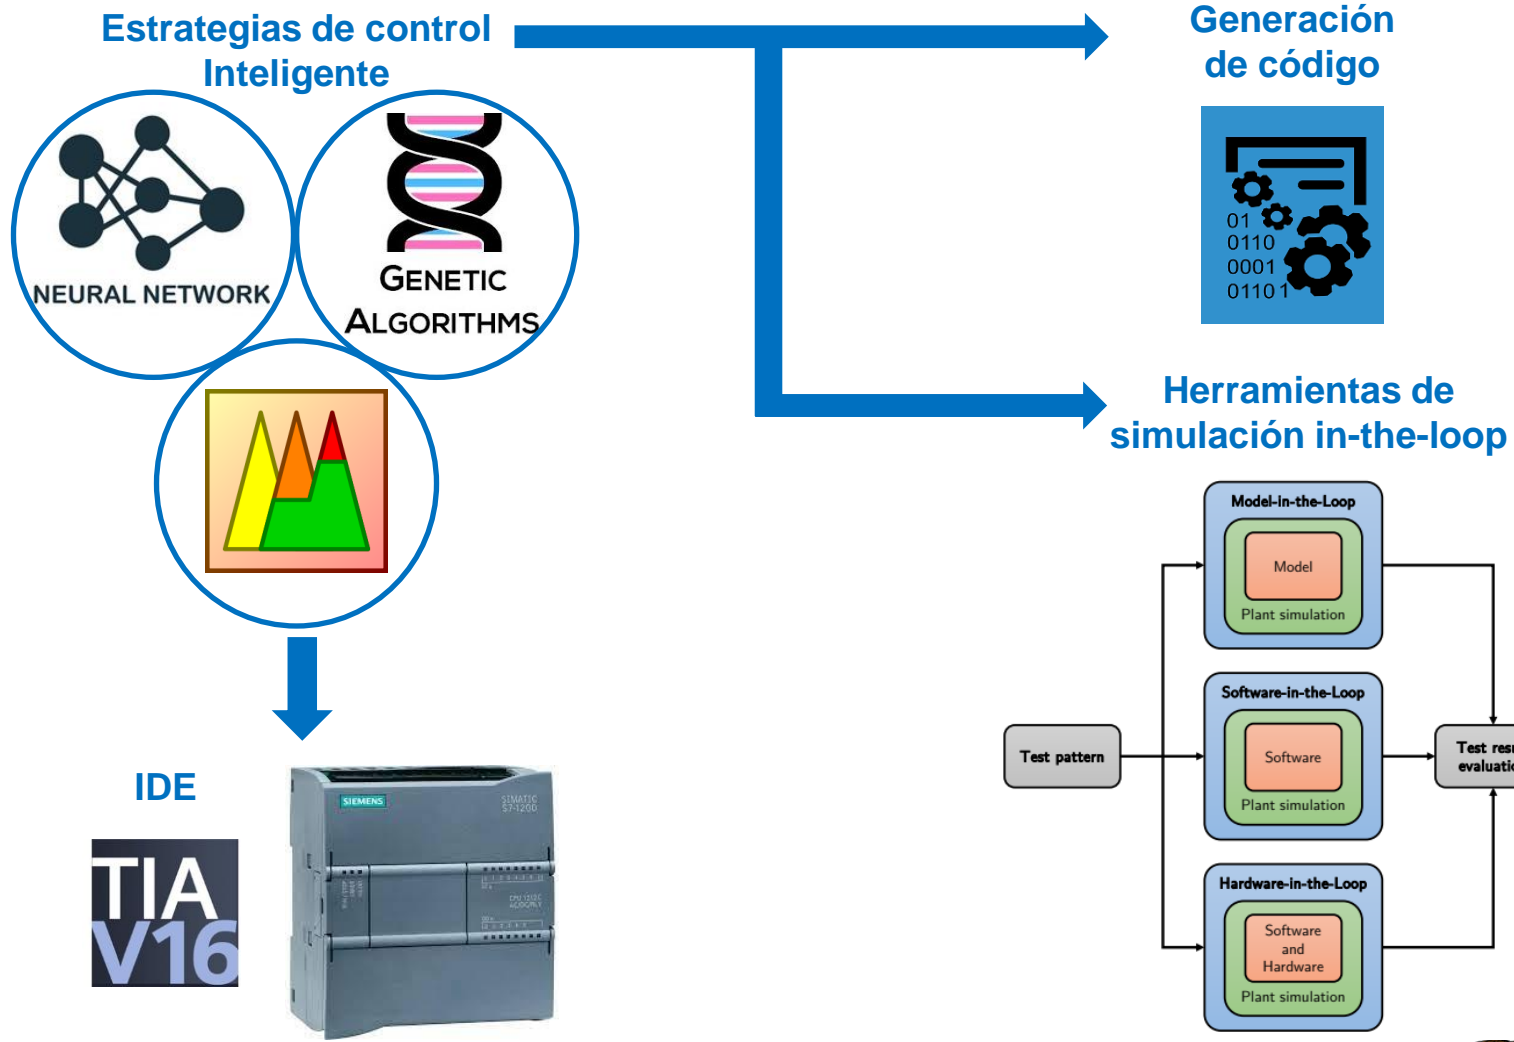 Estrategias de control
Inteligente
Generación
de código
NEURAL NETWORK
GENETIC
ALGORITHMS
01
0110
0001
01101
Herramientas de
simulación in-the-loop
Model-in-the-Loop
Model
Plant simulation
Software-in-the-Loop
Software
Plant simulation
Test pattern
Test
evaluatio
Hardware-in-the-Loop
Software
and
Hardware
Plant simulation
IDE
TIA
V16
SIEMENS
SIMATIC
S7-1200